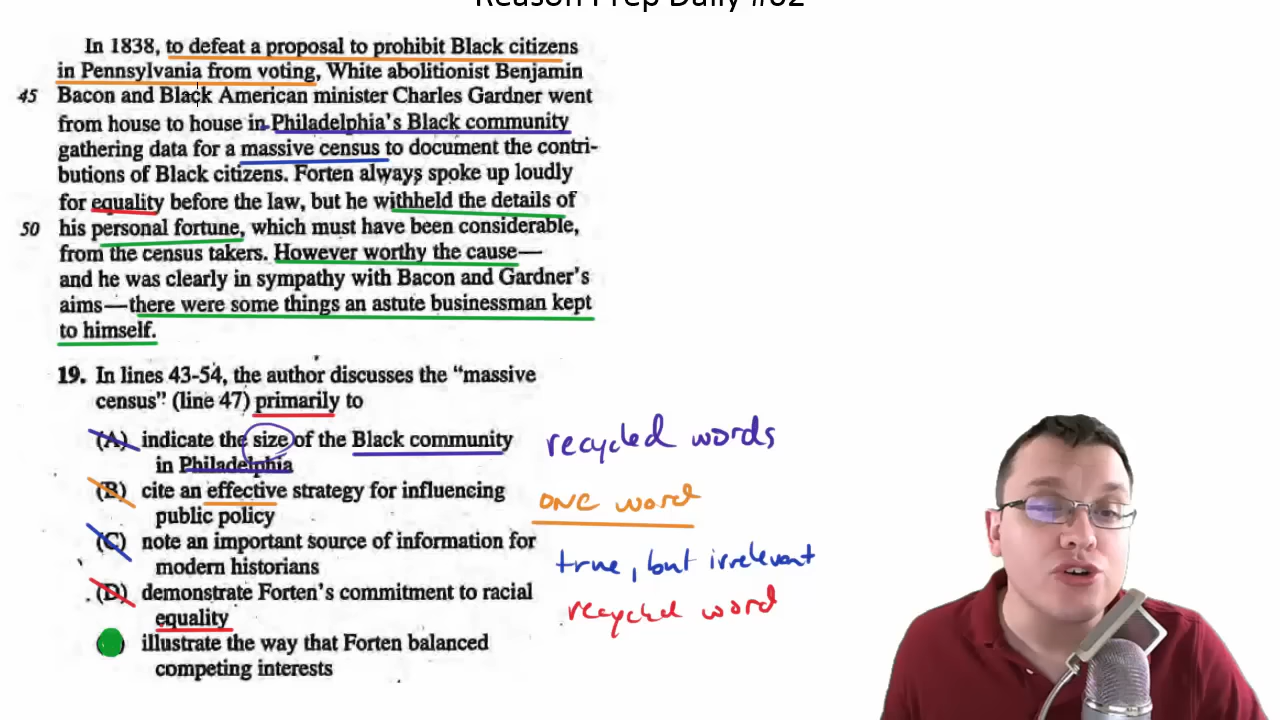 Reason Prep Daily #62
In 1838, to defeat a proposal to prohibit Black citizens
in Pennsylvania from voting, White abolitionist Benjamin
45 Bacon and Black American minister Charles Gardner went
from house to house in Philadelphia's Black community
gathering data for a massive census to document the contri-
butions of Black citizens. Forten always spoke up loudly
for equality before the law, but he withheld the details of
50 his personal fortune, which must have been considerable,
from the census takers. However worthy the cause—
and he was clearly in sympathy with Bacon and Gardner's
aims—there were some things an astute businessman kept
to himself.
19. In lines 43-54, the author discusses the “massive
census” (line 47) primarily to
(A) indicate the size of the Black community
in Philadelphia
recycled words
(B) cite an effective strategy for influencing
public policy
one word
(C) note an important source of information for
modern historians
true, but irrelevant
(D) demonstrate Forten's commitment to racial
equality
recycled word
illustrate the way that Forten balanced
competing interests